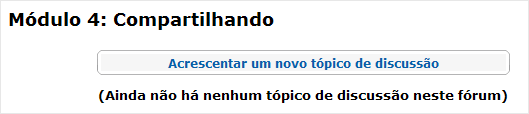 Módulo 4: Compartilhando
Acrescentar um novo tópico de discussão
(Ainda não há nenhum tópico de discussão neste fórum)